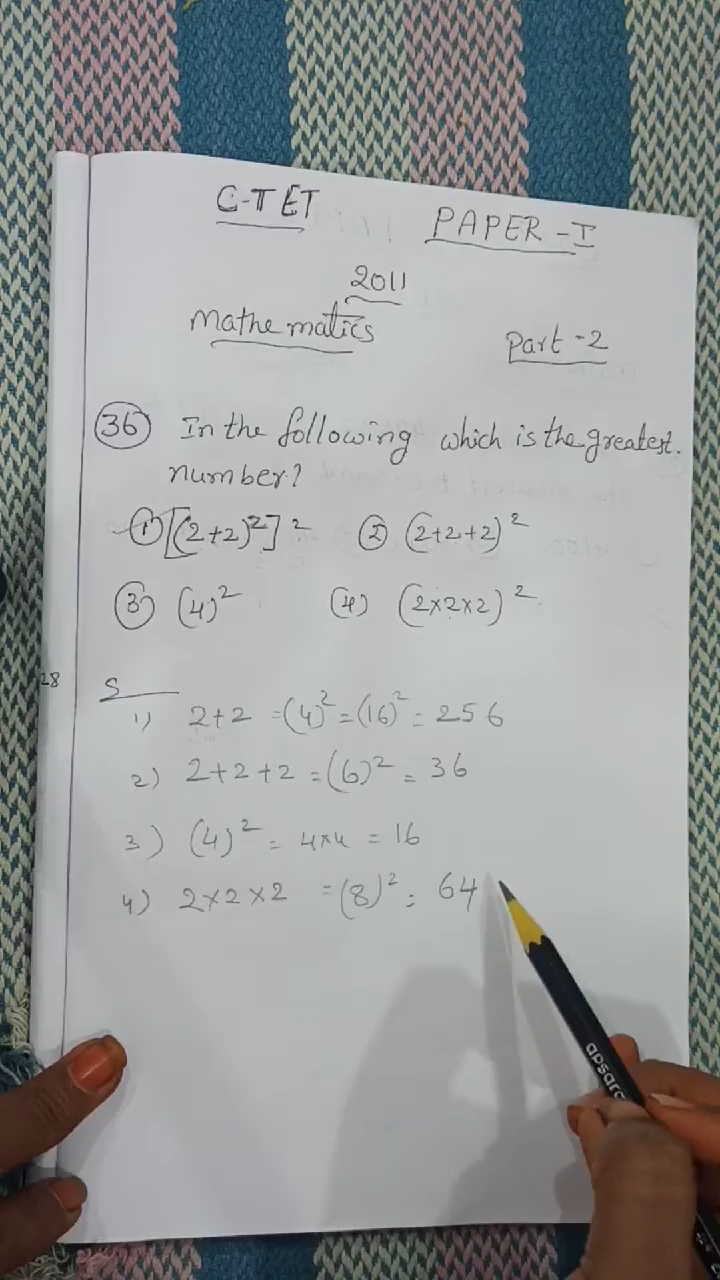 C-TET PAPER-I
2011
Mathematics Part-2
36 In the following which is the greatest.
number?
1 [(2+2)²]² 2 (2+2+2)²
3 (4)² (4) (2×2×2)²
28
S
1) 2+2 =(4)²=(16)²=256
2) 2+2+2=(6)²=36
3) (4)²=4×4=16
4) 2×2×2=(8)²=64
apsara